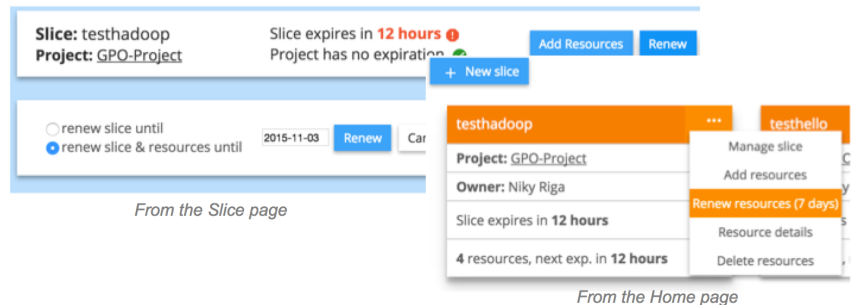 Slice: testhadoop
Project: GPO-Project
Slice expires in 12 hours
Project has no expiration
Add Resources
Renew
renew slice until
renew slice & resources until
2015-11-03
Renew
From the Slice page
+ New slice
testhadoop
...
Project: GPO-Project
Owner: Niky Riga
Slice expires in 12 hours
4 resources, next exp. in 12 hours
testhello
Manage slice
Add resources
Renew resources (7 days)
Resource details
Delete resources
From the Home page